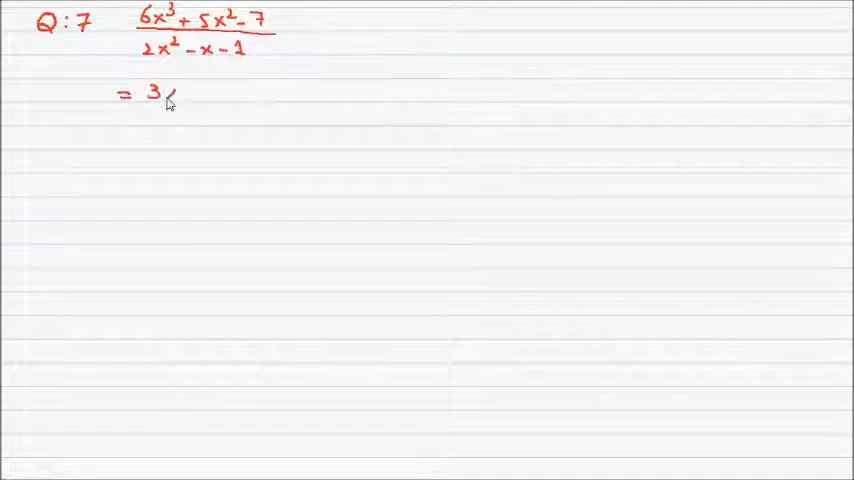 Q : 7 6x³ + 5x² - 7
2x² - x - 1
= 3